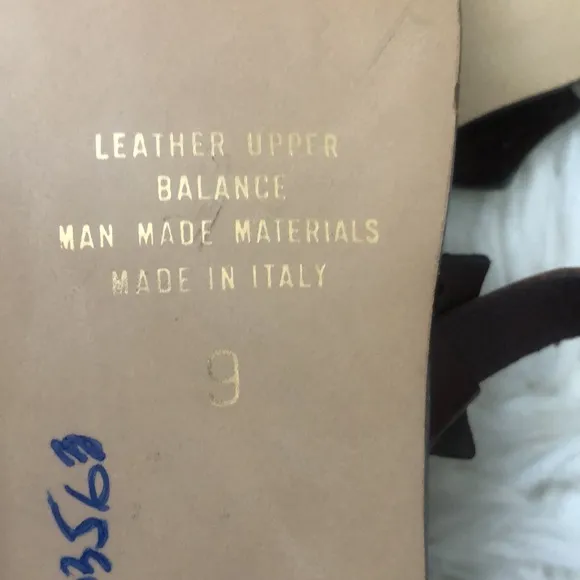 LEATHER UPPER
BALANCE
MAN MADE MATERIALS
MADE IN ITALY
9
3563